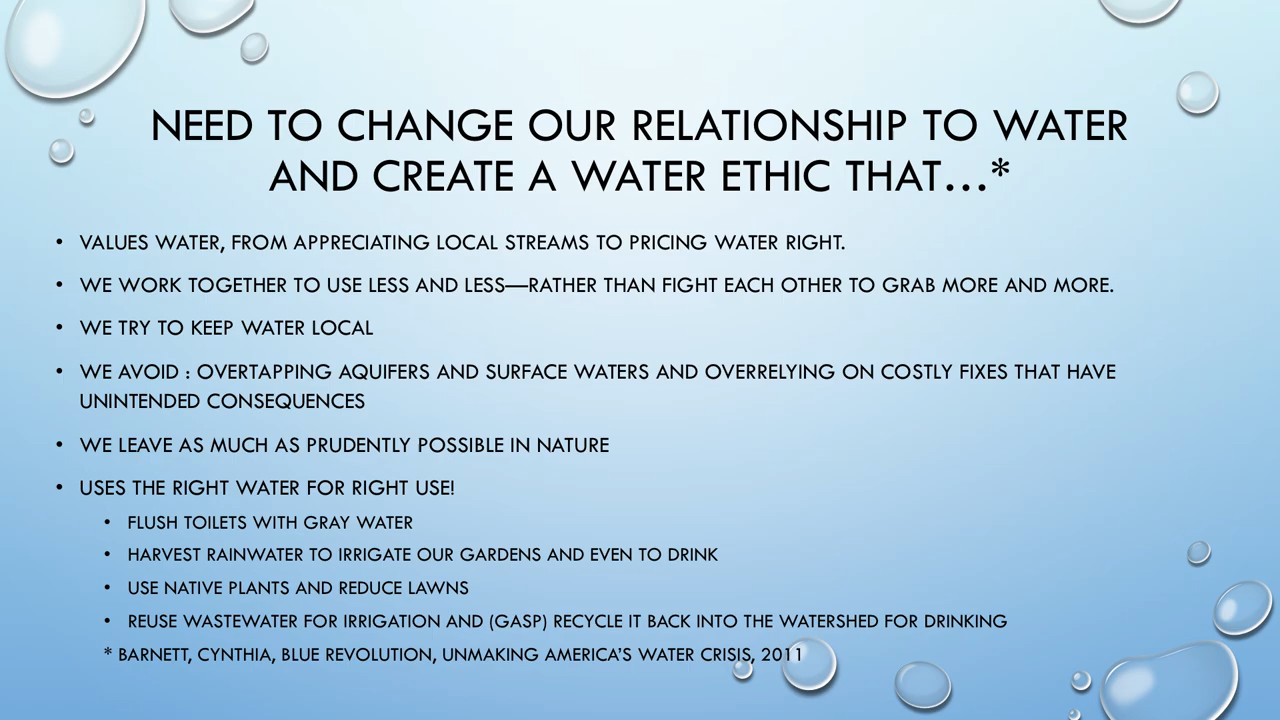 NEED TO CHANGE OUR RELATIONSHIP TO WATER
AND CREATE A WATER ETHIC THAT…*
• VALUES WATER, FROM APPRECIATING LOCAL STREAMS TO PRICING WATER RIGHT.
• WE WORK TOGETHER TO USE LESS AND LESS—RATHER THAN FIGHT EACH OTHER TO GRAB MORE AND MORE.
• WE TRY TO KEEP WATER LOCAL
• WE AVOID : OVERTAPPING AQUIFERS AND SURFACE WATERS AND OVERRELYING ON COSTLY FIXES THAT HAVE
UNINTENDED CONSEQUENCES
• WE LEAVE AS MUCH AS PRUDENTLY POSSIBLE IN NATURE
• USES THE RIGHT WATER FOR RIGHT USE!
• FLUSH TOILETS WITH GRAY WATER
• HARVEST RAINWATER TO IRRIGATE OUR GARDENS AND EVEN TO DRINK
• USE NATIVE PLANTS AND REDUCE LAWNS
• REUSE WASTEWATER FOR IRRIGATION AND (GASP) RECYCLE IT BACK INTO THE WATERSHED FOR DRINKING
* BARNETT, CYNTHIA, BLUE REVOLUTION, UNMAKING AMERICA’S WATER CRISIS, 2011